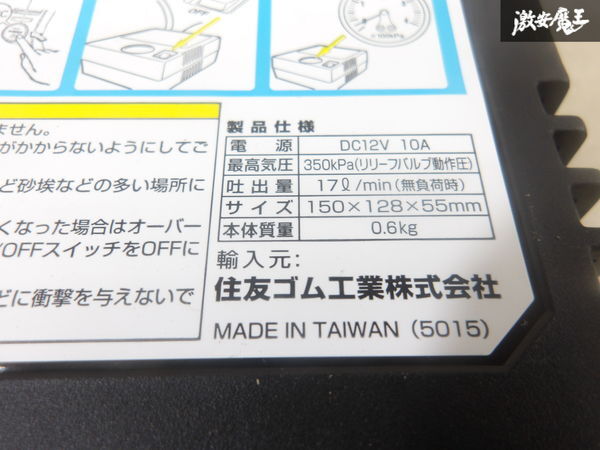 激安魔王
OFF
×100kPa
ません。
がかからないようにしてご
ど砂埃などの多い場所に
くなった場合はオーバー
/OFFスイッチをOFFに
どに衝撃を与えないで
製品仕様
電源 DC12V 10A
最高気圧 350kPa(リリーフバルブ動作圧)
吐出量 17ℓ/min(無負荷時)
サイズ 150×128×55mm
本体質量 0.6kg
輸入元:
住友ゴム工業株式会社
MADE IN TAIWAN (5015)